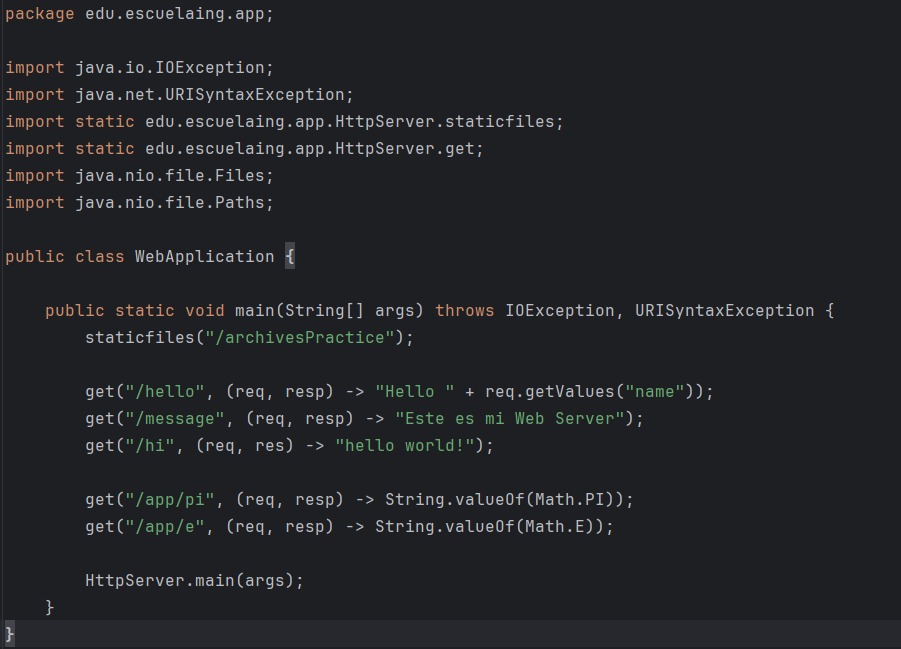 package edu.escuelaing.app;
import java.io.IOException;
import java.net.URISyntaxException;
import static edu.escuelaing.app.HttpServer.staticfiles;
import static edu.escuelaing.app.HttpServer.get;
import java.nio.file.Files;
import java.nio.file.Paths;
public class WebApplication {
    public static void main(String[] args) throws IOException, URISyntaxException {
        staticfiles("/archivesPractice");
        get("/hello", (req, resp) -> "Hello " + req.getValues("name"));
        get("/message", (req, resp) -> "Este es mi Web Server");
        get("/hi", (req, res) -> "hello world!");
        get("/app/pi", (req, resp) -> String.valueOf(Math.PI));
        get("/app/e", (req, resp) -> String.valueOf(Math.E));
        HttpServer.main(args);
    }
}